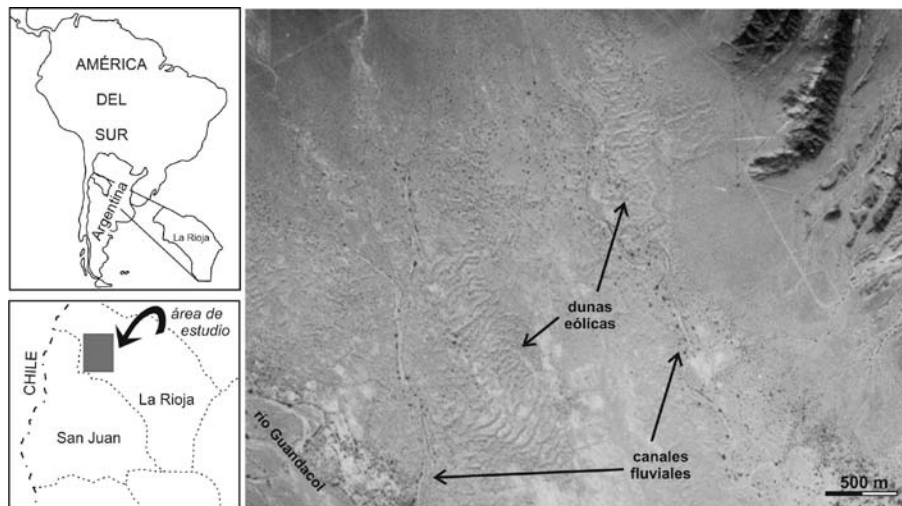 AMÉRICA
DEL
SUR
Argentina
La Rioja
área de
estudio
CHILE
La Rioja
San Juan
dunas
eólicas
canales
fluviales
río Guandacol
500 m